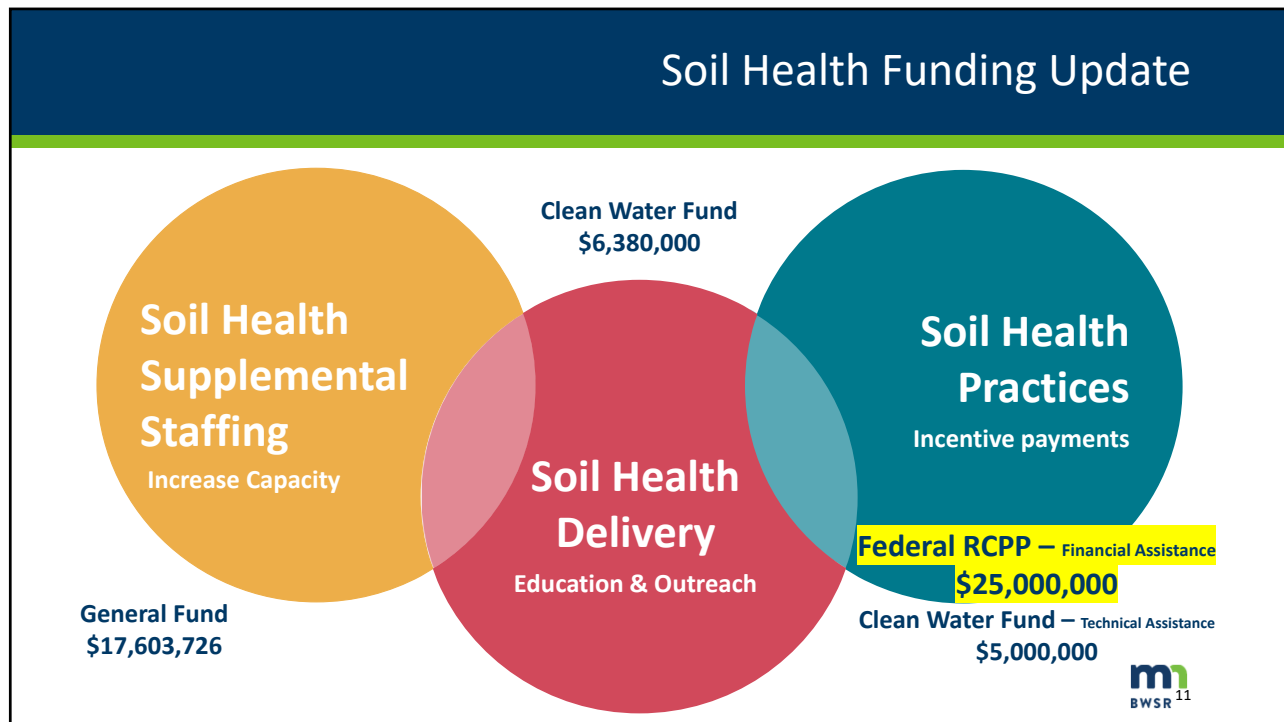 Soil Health Funding Update
Clean Water Fund
$6,380,000
Soil Health
Supplemental
Staffing
Increase Capacity
General Fund
$17,603,726
Soil Health
Delivery
Education & Outreach
Soil Health
Practices
Incentive payments
Federal RCPP – Financial Assistance
$25,000,000
Clean Water Fund – Technical Assistance
$5,000,000
mn
BWSR
11